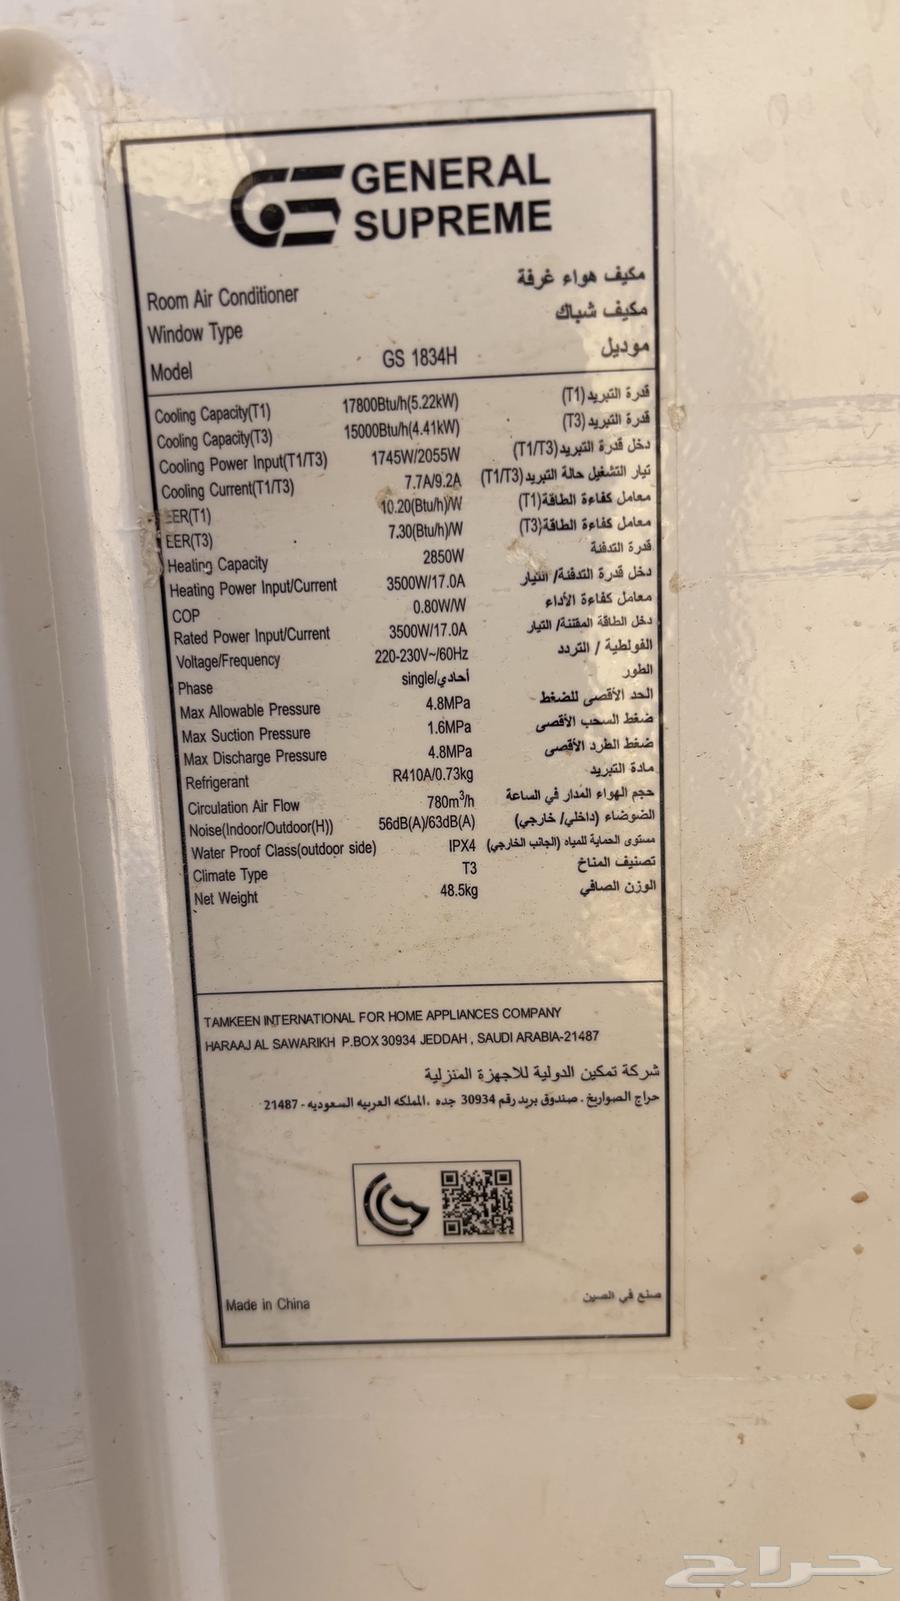 GENERAL
SUPREME
Room Air Conditioner مكيف هواء غرفة
Window Type مكيف شباك
Model GS 1834H موديل
Cooling Capacity(T1) 17800Btu/h(5.22kW) قدرة التبريد(T1)
Cooling Capacity(T3) 15000Btu/h(4.41kW) قدرة التبريد(T3)
Cooling Power Input(T1/T3) 1745W/2055W دخل قدرة التبريد(T1/T3)
Cooling Current(T1/T3) 7.7A/9.2A تيار التشغيل حالة التبريد(T1/T3)
EER(T1) 10.20(Btu/h)/W معامل كفاءة الطاقة(T1)
EER(T3) 7.30(Btu/h)/W معامل كفاءة الطاقة(T3)
Heating Capacity 2850W قدرة التدفئة
Heating Power Input/Current 3500W/17.0A دخل قدرة التدفئة/ التيار
COP 0.80W/W معامل كفاءة الأداء
Rated Power Input/Current 3500W/17.0A دخل الطاقة المقننة/ التيار
Voltage/Frequency 220-230V~/60Hz الفولطية / التردد
Phase single/أحادي الطور
Max Allowable Pressure 4.8MPa الحد الأقصى للضغط
Max Suction Pressure 1.6MPa ضغط السحب الأقصى
Max Discharge Pressure 4.8MPa ضغط الطرد الأقصى
Refrigerant R410A/0.73kg مادة التبريد
Circulation Air Flow 780m³/h حجم الهواء المدار في الساعة
Noise(Indoor/Outdoor(H)) 56dB(A)/63dB(A) الضوضاء (داخلي/ خارجي)
Water Proof Class(outdoor side) IPX4 مستوى الحماية للمياه (الجانب الخارجي)
Climate Type T3 تصنيف المناخ
Net Weight 48.5kg الوزن الصافي
TAMKEEN INTERNATIONAL FOR HOME APPLIANCES COMPANY
HARAAJ AL SAWARIKH P.BOX 30934 JEDDAH , SAUDI ARABIA-21487
شركة تمكين الدولية للاجهزة المنزلية
حراج الصواريخ . صندوق بريد رقم 30934 جده ،المملكه العربيه السعوديه - 21487
Made in China صنع في الصين
حراج